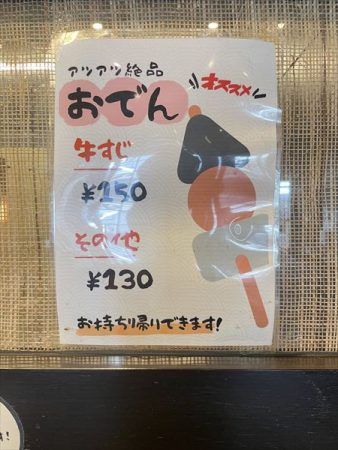 アツアツ絶品
おでん
オススメ
牛すじ
¥150
その他
¥130
お持ち帰りできます!
す!